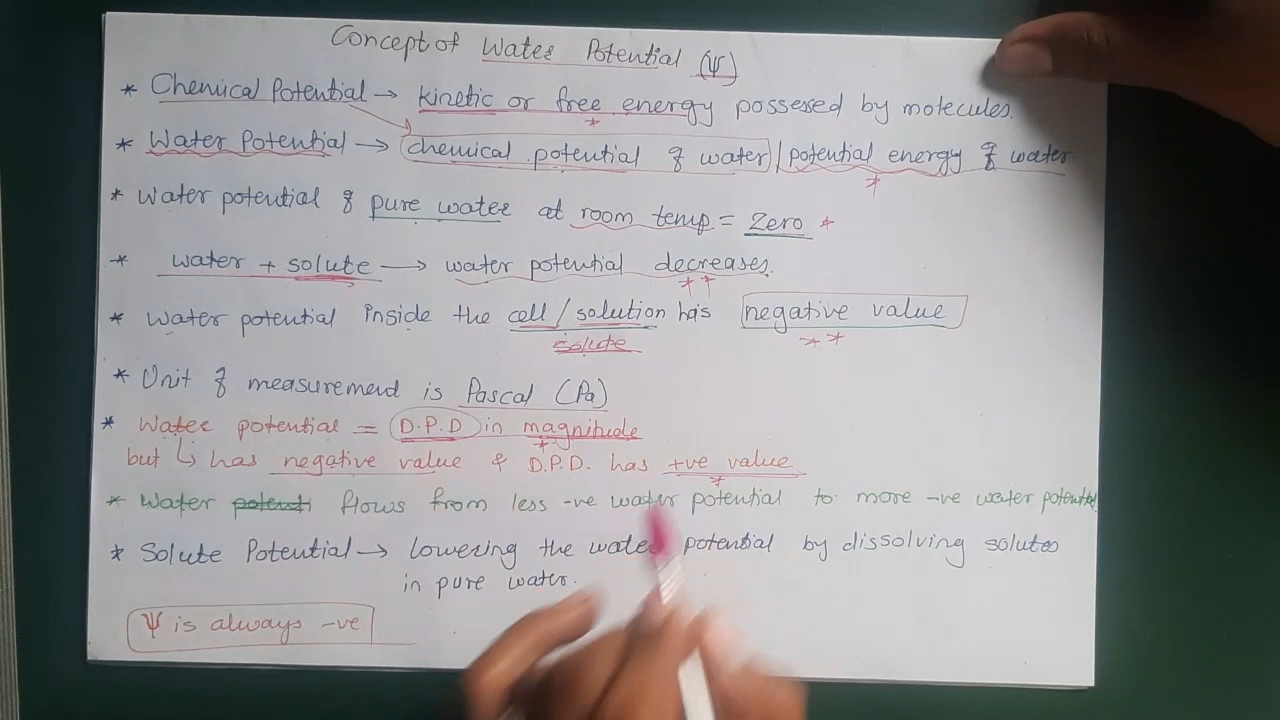 Concept of Water Potential (Ψ)
* Chemical Potential → kinetic or free energy possessed by molecules.
* Water Potential → chemical potential of water / potential energy of water
* Water potential of pure water at room temp = Zero *
* water + solute → water potential decreases.
* Water potential inside the cell / solution has negative value
solute
* Unit of measurement is Pascal (Pa)
* Water potential = D.P.D in magnitude
but ↳ has negative value & D.P.D. has +ve value
* Water potenti flows from less -ve water potential to more -ve water potential
* Solute Potential → lowering the water potential by dissolving solutes
in pure water.
Ψ is always -ve